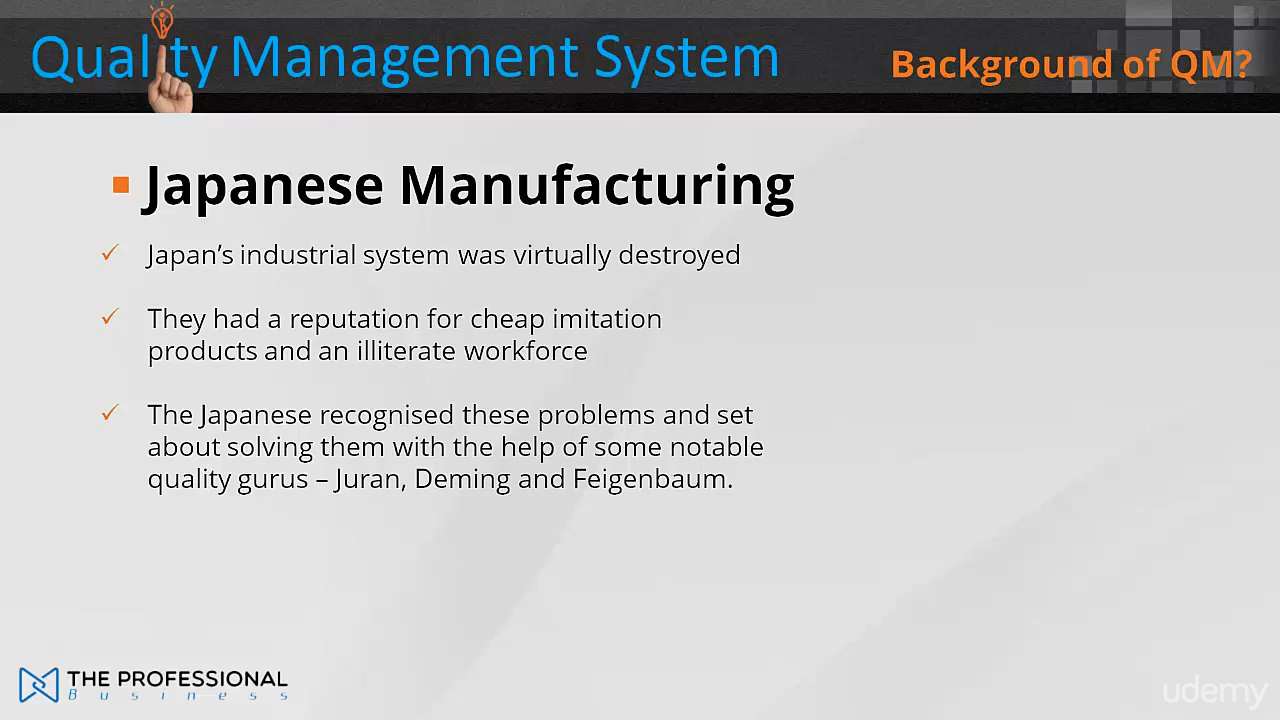 Quality Management System
Background of QM?
Japanese Manufacturing
Japan's industrial system was virtually destroyed
They had a reputation for cheap imitation
products and an illiterate workforce
The Japanese recognised these problems and set
about solving them with the help of some notable
quality gurus – Juran, Deming and Feigenbaum.
THE PROFESSIONAL
Business
udemy